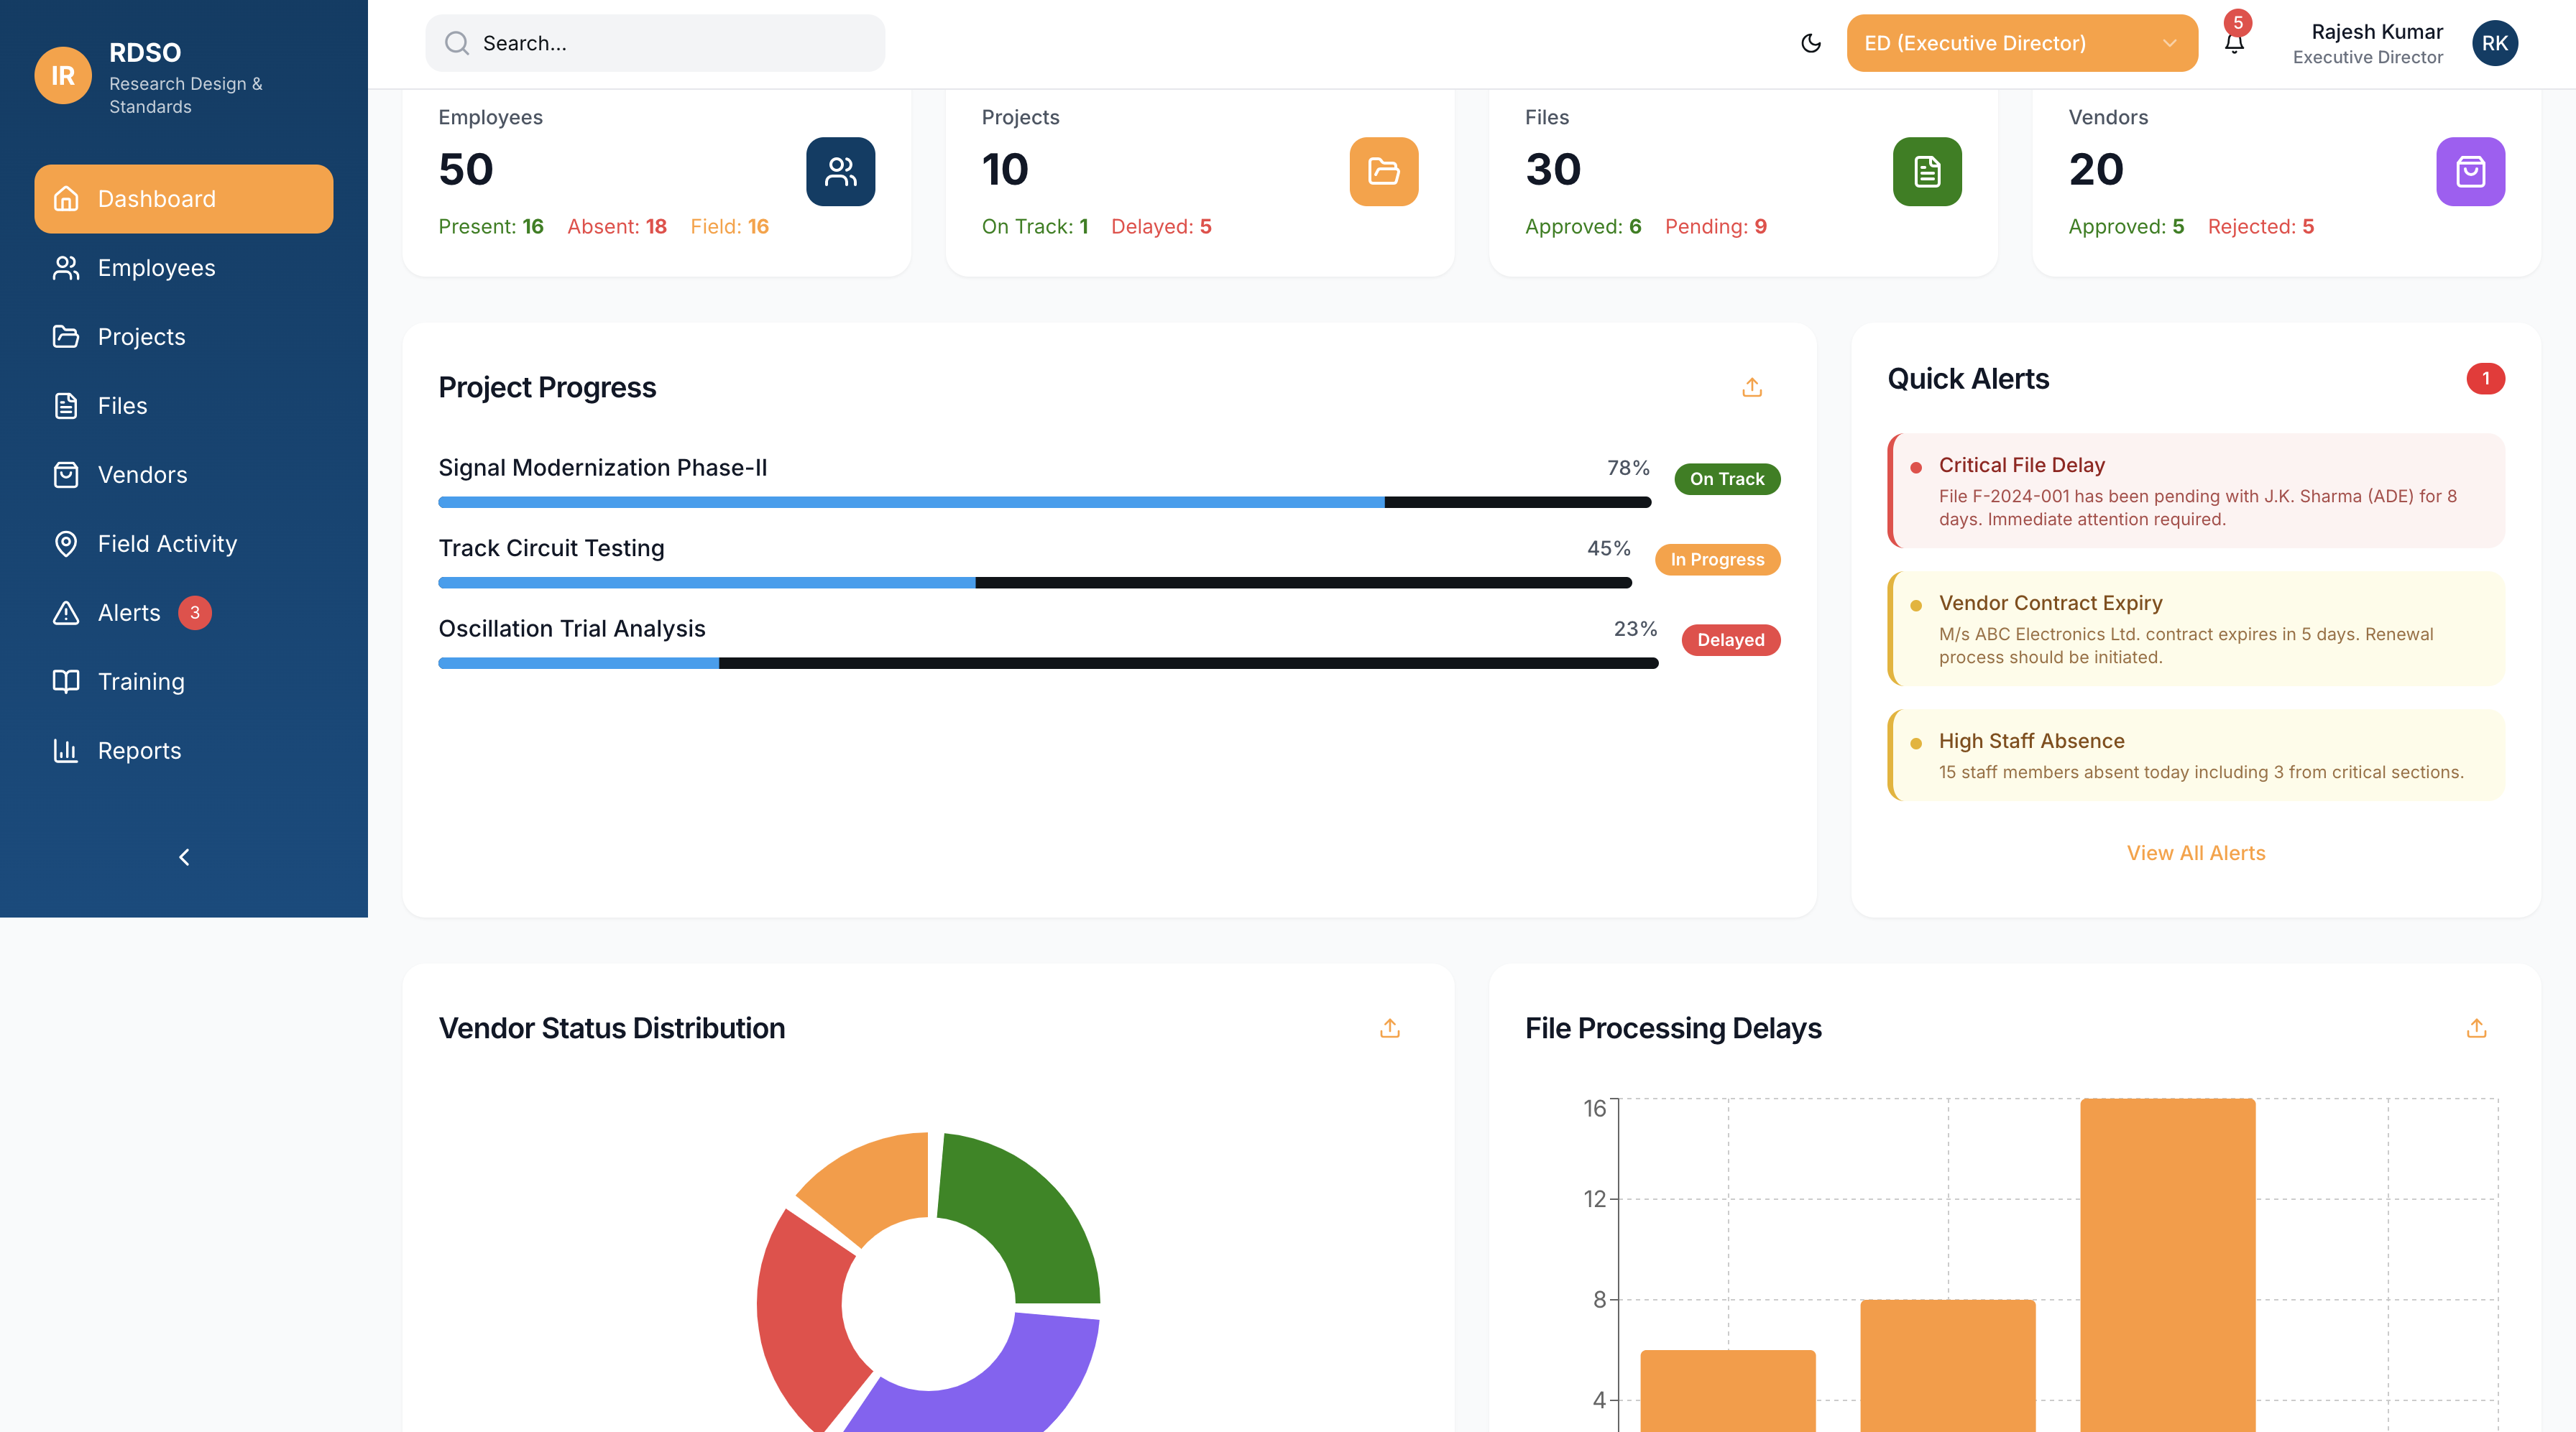 IR
RDSO
Research Design &
Standards
Dashboard
Employees
Projects
Files
Vendors
Field Activity
Alerts 3
Training
Reports
Search...
ED (Executive Director)
5
Rajesh Kumar
Executive Director
RK
Employees
50
Present: 16 Absent: 18 Field: 16
Projects
10
On Track: 1 Delayed: 5
Files
30
Approved: 6 Pending: 9
Vendors
20
Approved: 5 Rejected: 5
Project Progress
Signal Modernization Phase-II 78% On Track
Track Circuit Testing 45% In Progress
Oscillation Trial Analysis 23% Delayed
Quick Alerts 1
Critical File Delay
File F-2024-001 has been pending with J.K. Sharma (ADE) for 8
days. Immediate attention required.
Vendor Contract Expiry
M/s ABC Electronics Ltd. contract expires in 5 days. Renewal
process should be initiated.
High Staff Absence
15 staff members absent today including 3 from critical sections.
View All Alerts
Vendor Status Distribution
File Processing Delays
16
12
8
4